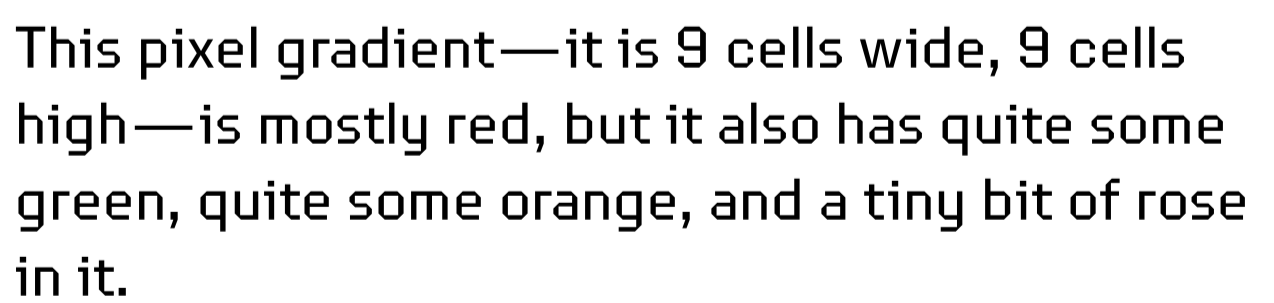 This pixel gradient—it is 9 cells wide, 9 cells
high—is mostly red, but it also has quite some
green, quite some orange, and a tiny bit of rose
in it.